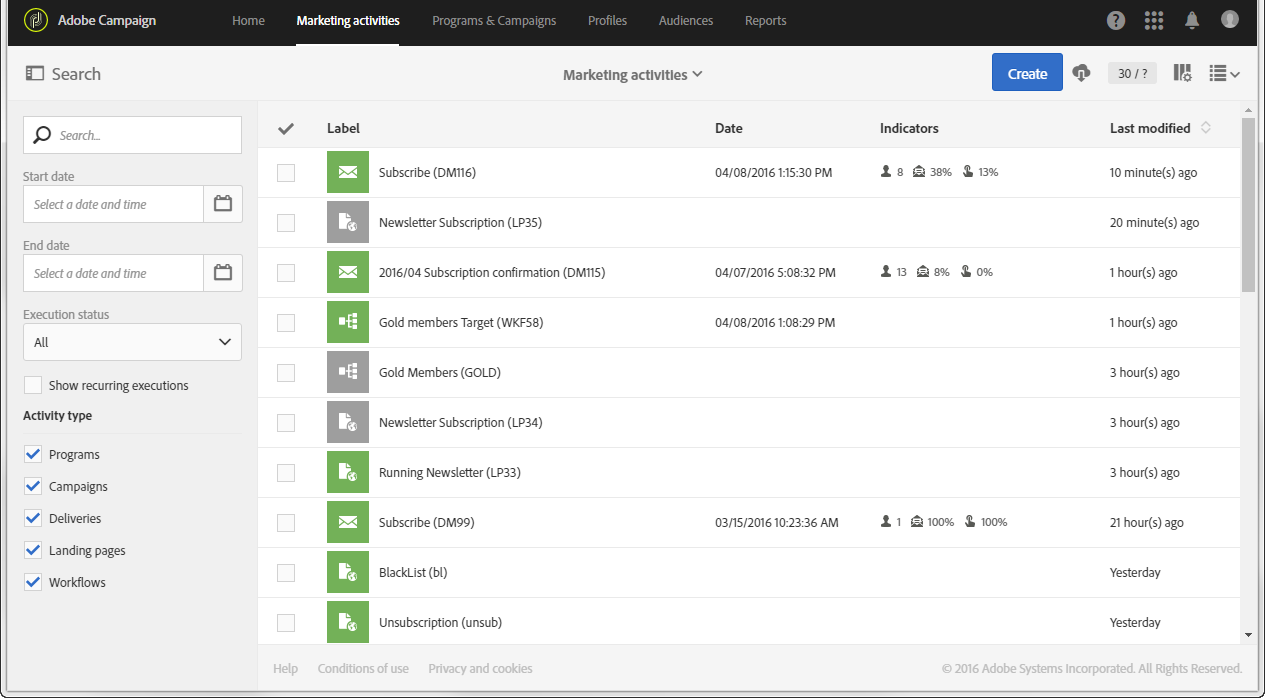 Adobe Campaign Home Marketing activities Programs & Campaigns Profiles Audiences Reports ?
Search Marketing activities Create 30 / ?
Search...
Start date
Select a date and time
End date
Select a date and time
Execution status
All
Show recurring executions
Activity type
Programs
Campaigns
Deliveries
Landing pages
Workflows
Label Date Indicators Last modified
Subscribe (DM116) 04/08/2016 1:15:30 PM 8 38% 13% 10 minute(s) ago
Newsletter Subscription (LP35) 20 minute(s) ago
2016/04 Subscription confirmation (DM115) 04/07/2016 5:08:32 PM 13 8% 0% 1 hour(s) ago
Gold members Target (WKF58) 04/08/2016 1:08:29 PM 1 hour(s) ago
Gold Members (GOLD) 3 hour(s) ago
Newsletter Subscription (LP34) 3 hour(s) ago
Running Newsletter (LP33) 3 hour(s) ago
Subscribe (DM99) 03/15/2016 10:23:36 AM 1 100% 100% 21 hour(s) ago
BlackList (bl) Yesterday
Unsubscription (unsub) Yesterday
Help Conditions of use Privacy and cookies © 2016 Adobe Systems Incorporated. All Rights Reserved.